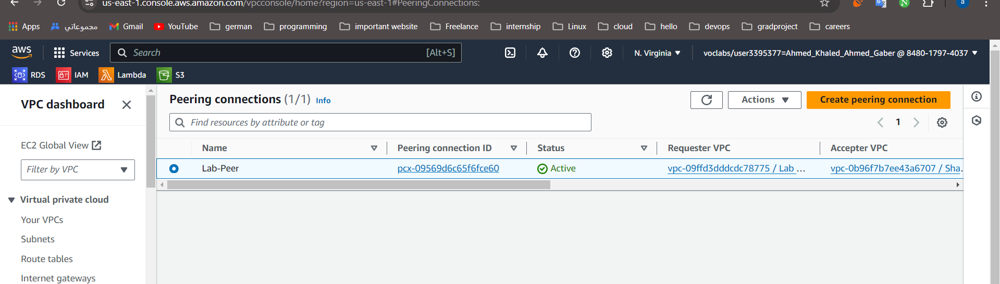 us-east-1.console.aws.amazon.com/vpcconsole/home?region=us-east-1#PeeringConnections:
a
Apps مجموعاتي Gmail YouTube german programming important website Freelance internship Linux cloud hello devops gradproject careers
aws Services Search [Alt+S] N. Virginia voclabs/user3395377=Ahmed_Khaled_Ahmed_Gaber @ 8480-1797-4037
RDS IAM Lambda S3
VPC dashboard
EC2 Global View
Filter by VPC
Virtual private cloud
Your VPCs
Subnets
Route tables
Internet gateways
Peering connections (1/1) Info
Actions
Create peering connection
Find resources by attribute or tag
1
Name Peering connection ID Status Requester VPC Accepter VPC
Lab-Peer pcx-09569d6c65f6fce60 Active vpc-09ffd3dddcdc78775 / Lab ... vpc-0b96f7b7ee43a6707 / Sha...